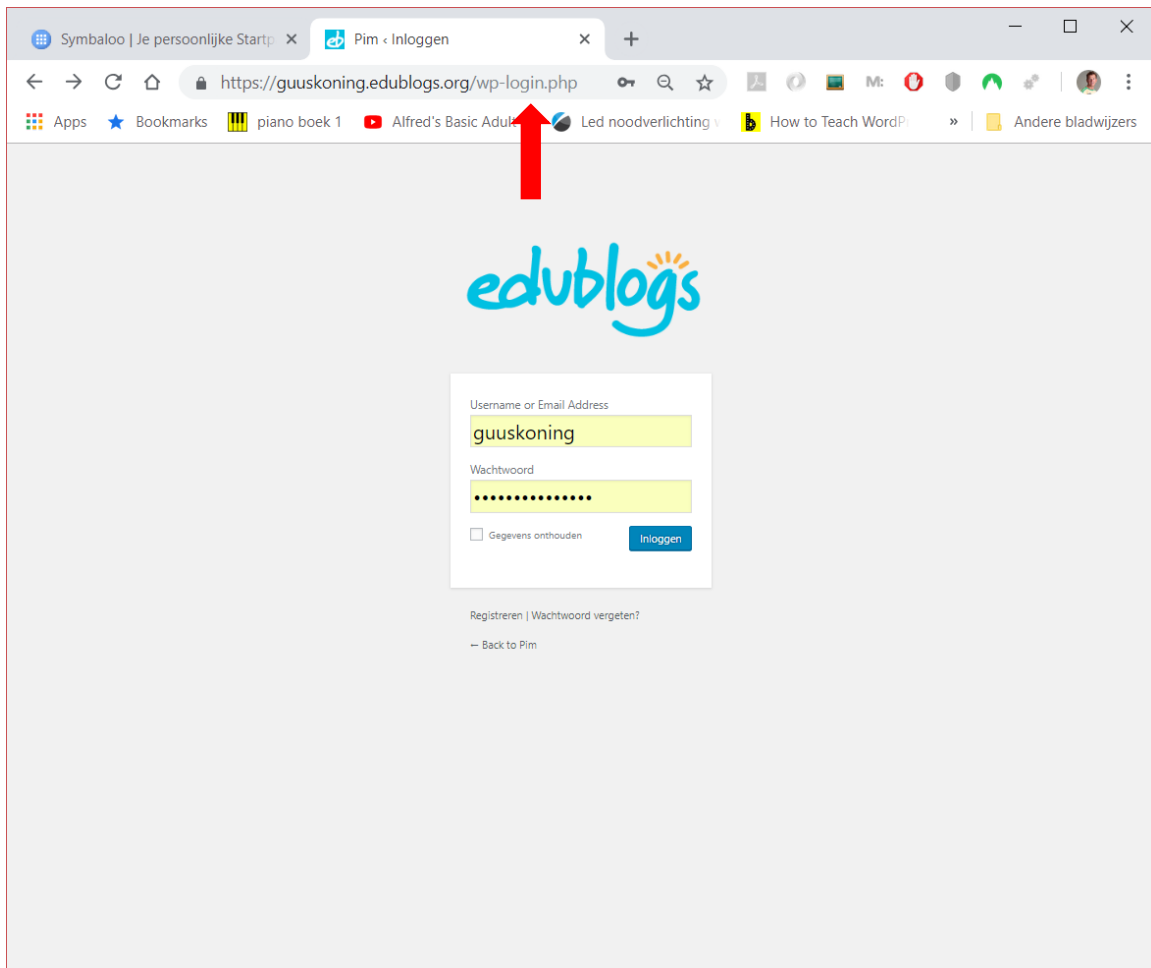 Symbaloo | Je persoonlijke Startp
Pim ‹ Inloggen
https://guuskoning.edublogs.org/wp-login.php
M:
Apps
Bookmarks
piano boek 1
Alfred's Basic Adult
Led noodverlichting
How to Teach WordP
»
Andere bladwijzers
edublogs
Username or Email Address
guuskoning
Wachtwoord
•••••••••••••••
Gegevens onthouden
Inloggen
Registreren | Wachtwoord vergeten?
← Back to Pim